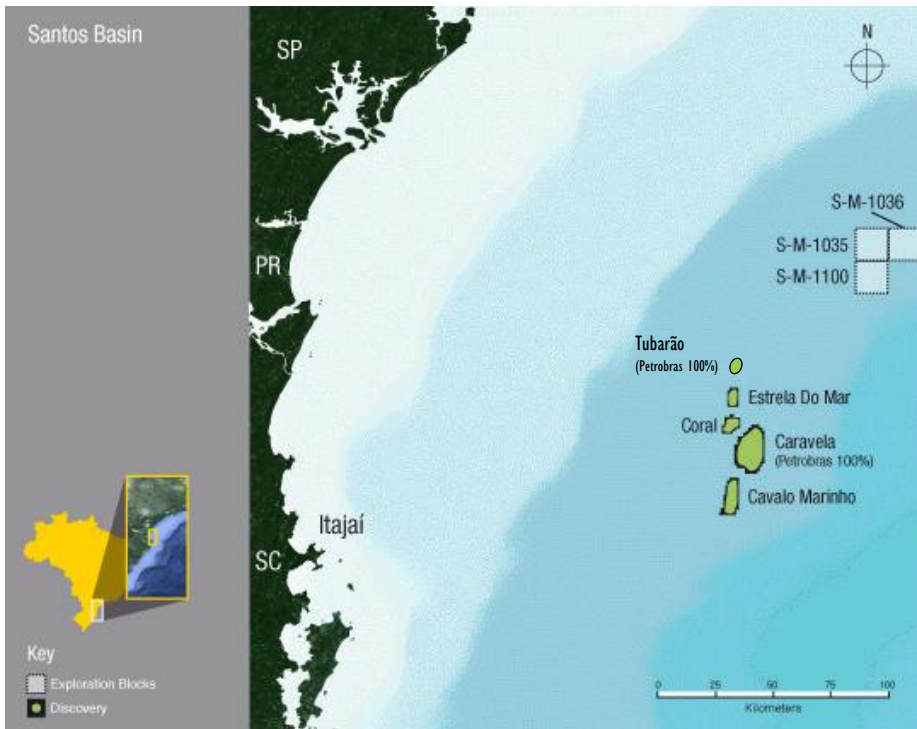 Santos Basin
SP
N
S-M-1036
S-M-1035
S-M-1100
PR
Tubarão
(Petrobras 100%)
Estrela Do Mar
Coral
Caravela
(Petrobras 100%)
Cavalo Marinho
Itajaí
SC
Key
Exploration Blocks
Discovery
0 25 50 75 100
Kilometers